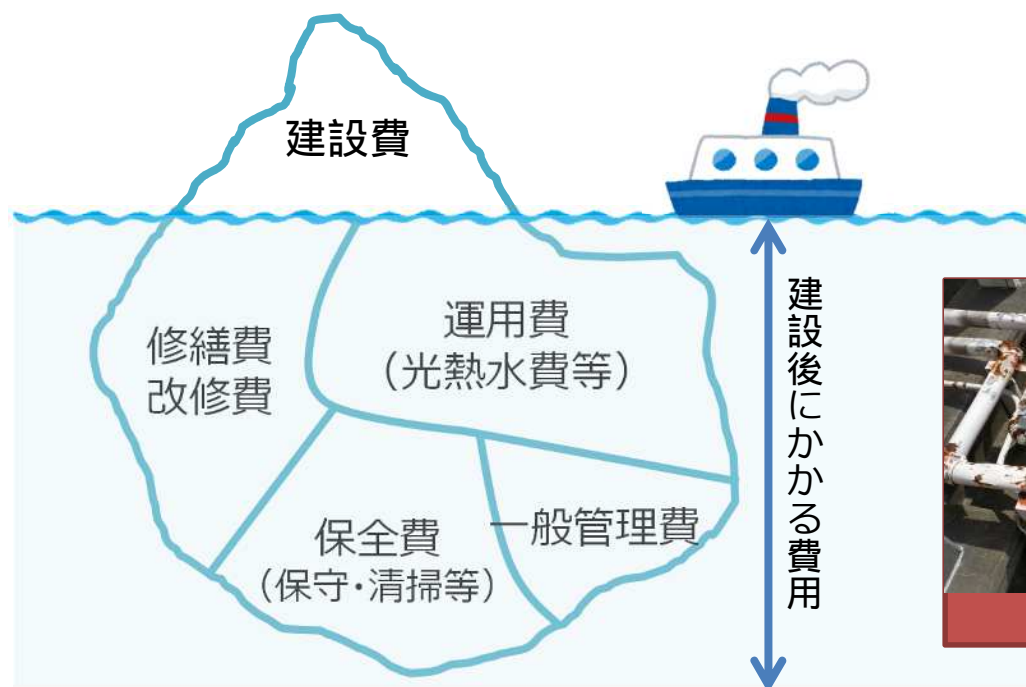 建設費
修繕費
改修費
運用費
（光熱水費等）
保全費
（保守・清掃等）
一般管理費
建設後にかかる費用